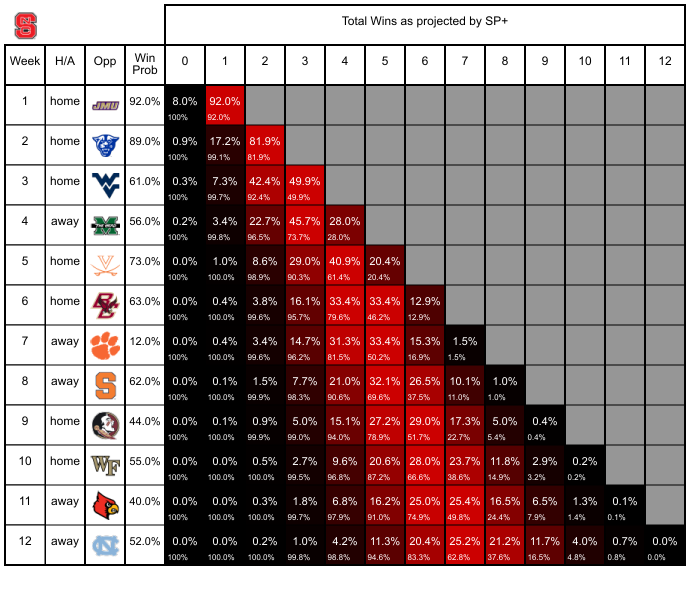 Total Wins as projected by SP+
Week H/A Opp Win Prob 0 1 2 3 4 5 6 7 8 9 10 11 12
1 home JMU 92.0% 8.0% 92.0%
100% 92.0%
2 home 89.0% 0.9% 17.2% 81.9%
100% 99.1% 81.9%
3 home WV 61.0% 0.3% 7.3% 42.4% 49.9%
100% 99.7% 92.4% 49.9%
4 away M THE HERD 56.0% 0.2% 3.4% 22.7% 45.7% 28.0%
100% 99.8% 96.5% 73.7% 28.0%
5 home V 73.0% 0.0% 1.0% 8.6% 29.0% 40.9% 20.4%
100% 100.0% 98.9% 90.3% 61.4% 20.4%
6 home BC 63.0% 0.0% 0.4% 3.8% 16.1% 33.4% 33.4% 12.9%
100% 100.0% 99.6% 95.7% 79.6% 46.2% 12.9%
7 away 12.0% 0.0% 0.4% 3.4% 14.7% 31.3% 33.4% 15.3% 1.5%
100% 100.0% 99.6% 96.2% 81.5% 50.2% 16.9% 1.5%
8 away S 62.0% 0.0% 0.1% 1.5% 7.7% 21.0% 32.1% 26.5% 10.1% 1.0%
100% 100.0% 99.9% 98.3% 90.6% 69.6% 37.5% 11.0% 1.0%
9 home 44.0% 0.0% 0.1% 0.9% 5.0% 15.1% 27.2% 29.0% 17.3% 5.0% 0.4%
100% 100.0% 99.9% 99.0% 94.0% 78.9% 51.7% 22.7% 5.4% 0.4%
10 home WF 55.0% 0.0% 0.0% 0.5% 2.7% 9.6% 20.6% 28.0% 23.7% 11.8% 2.9% 0.2%
100% 100.0% 100.0% 99.5% 96.8% 87.2% 66.6% 38.6% 14.9% 3.2% 0.2%
11 away 40.0% 0.0% 0.0% 0.3% 1.8% 6.8% 16.2% 25.0% 25.4% 16.5% 6.5% 1.3% 0.1%
100% 100.0% 100.0% 99.7% 97.9% 91.0% 74.9% 49.8% 24.4% 7.9% 1.4% 0.1%
12 away NC 52.0% 0.0% 0.0% 0.2% 1.0% 4.2% 11.3% 20.4% 25.2% 21.2% 11.7% 4.0% 0.7% 0.0%
100% 100.0% 100.0% 99.8% 98.8% 94.6% 83.3% 62.8% 37.6% 16.5% 4.8% 0.8% 0.0%